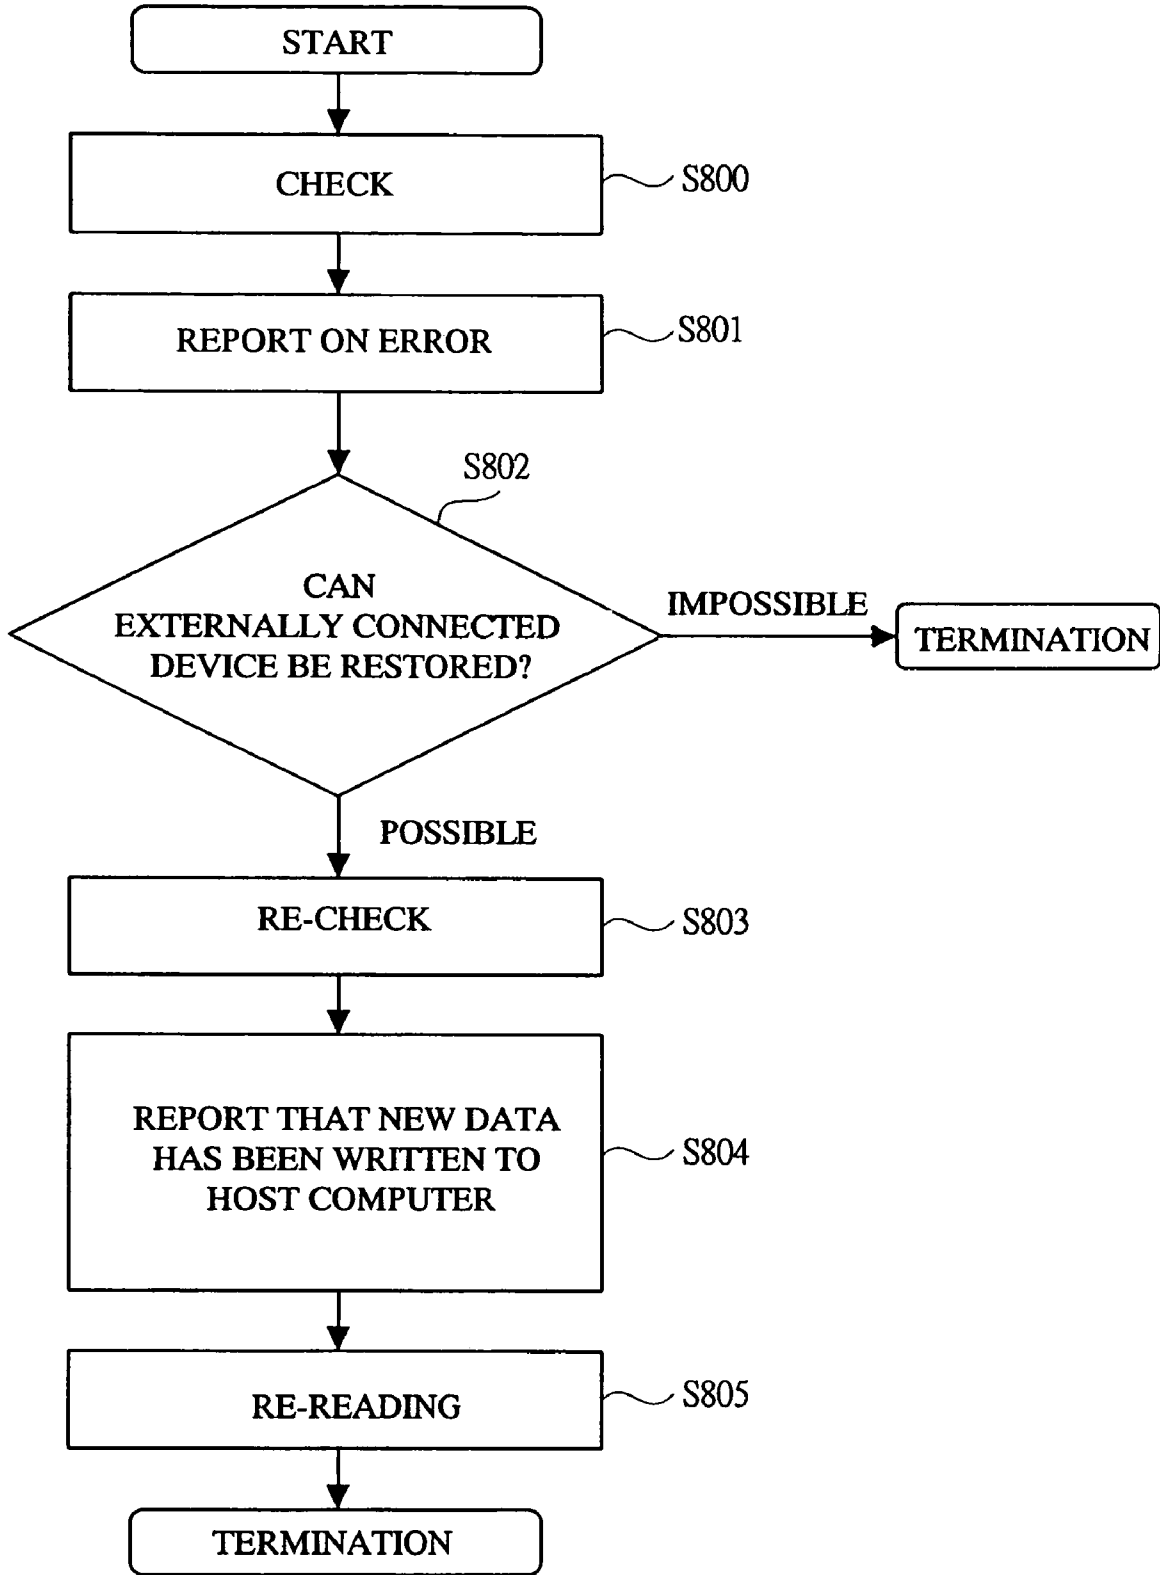 START
CHECK
S800
REPORT ON ERROR
S801
S802
CAN
EXTERNALLY CONNECTED
DEVICE BE RESTORED?
IMPOSSIBLE
TERMINATION
POSSIBLE
RE-CHECK
S803
REPORT THAT NEW DATA
HAS BEEN WRITTEN TO
HOST COMPUTER
S804
RE-READING
S805
TERMINATION